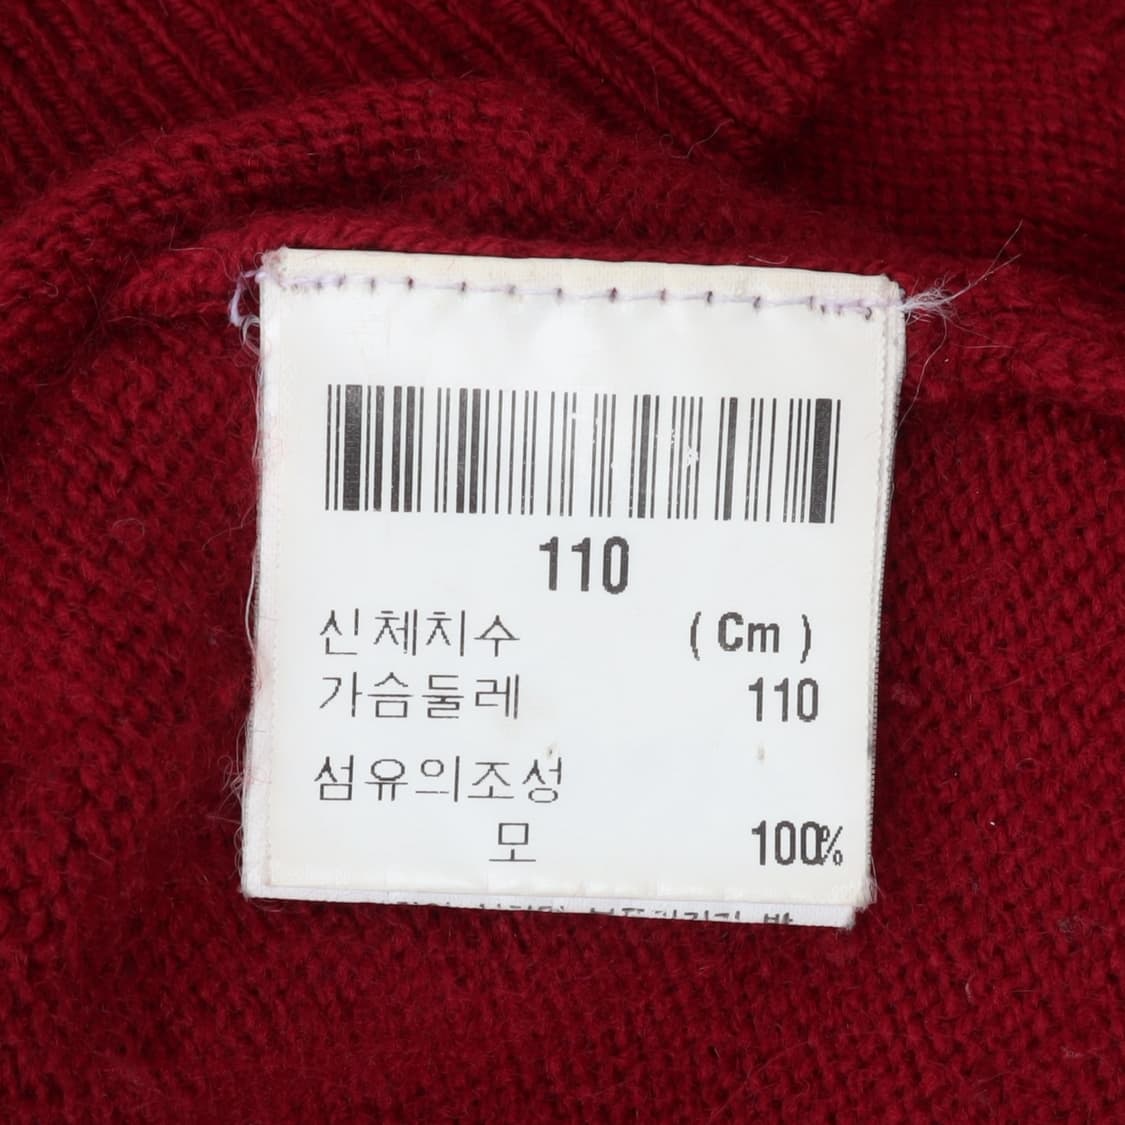 110
신체치수 ( Cm )
가슴둘레 110
섬유의조성
모 100%